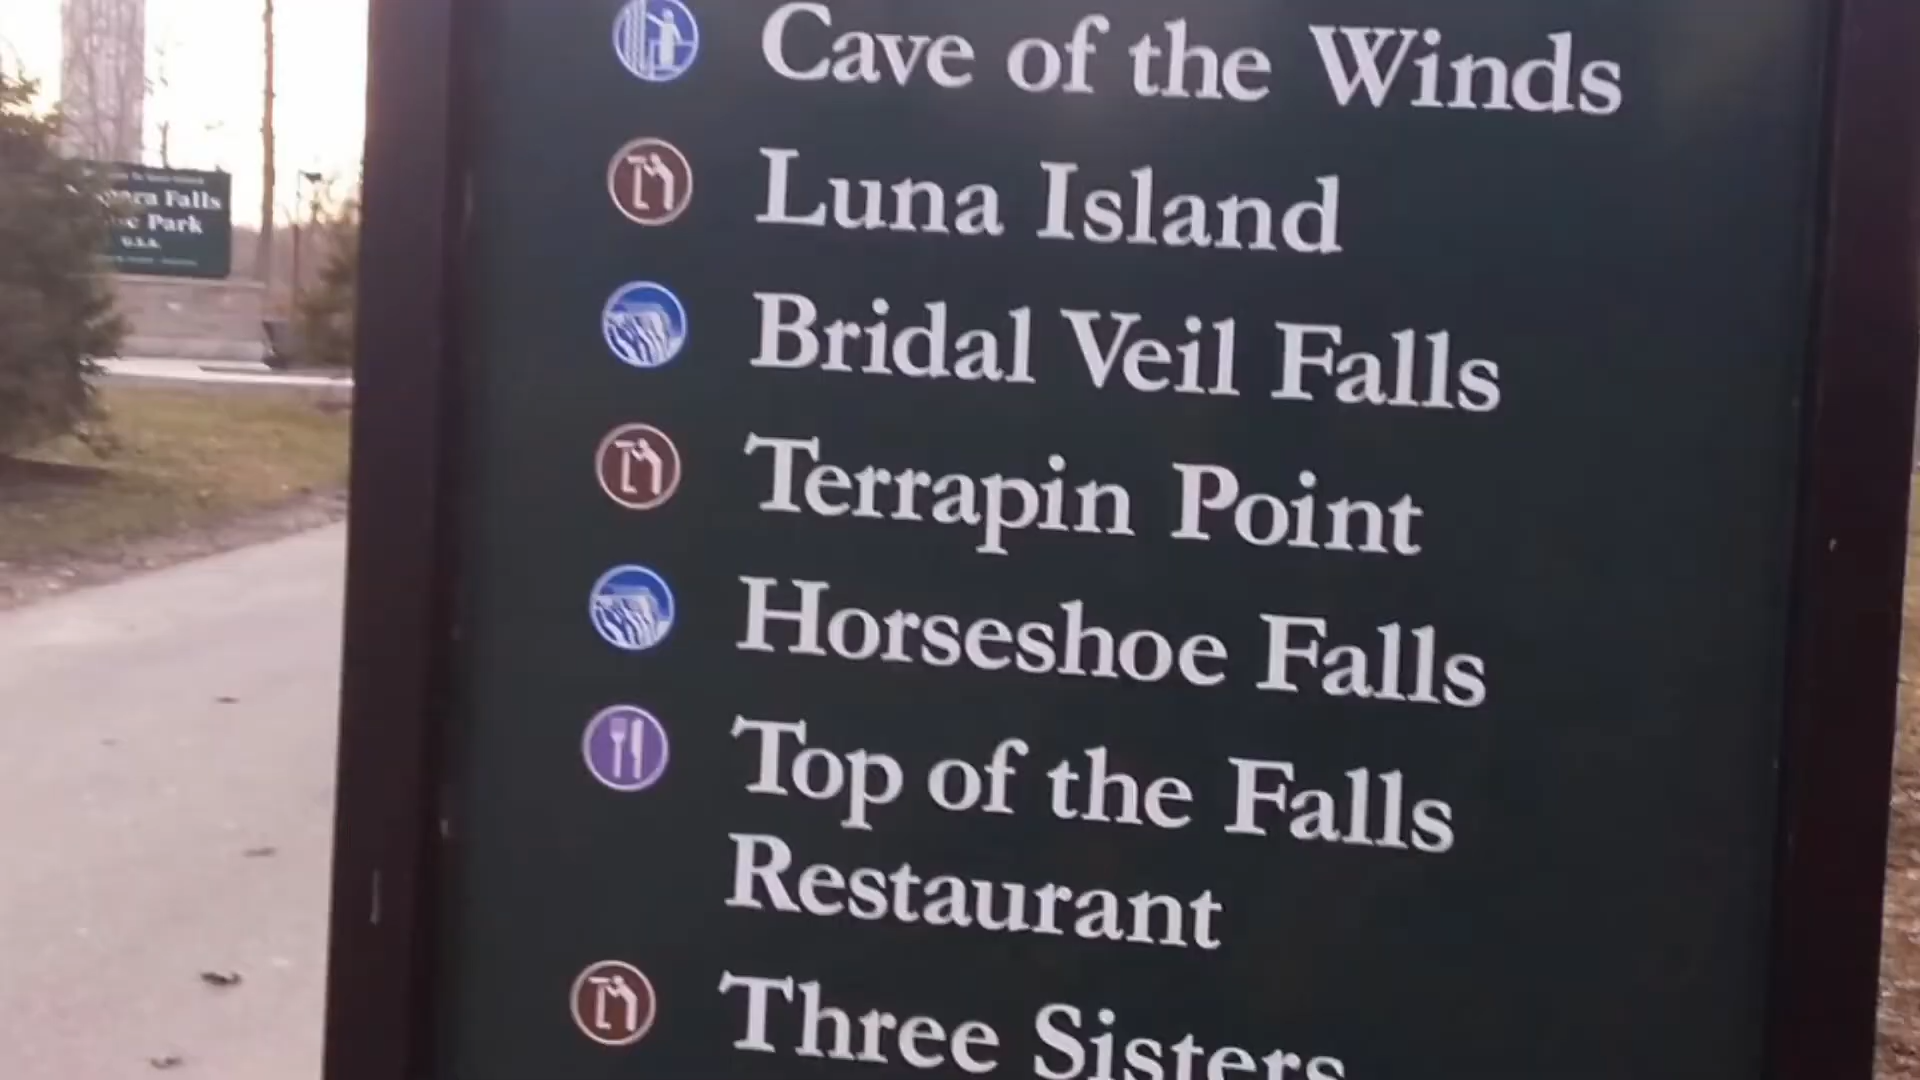 Cave of the Winds
Luna Island
Bridal Veil Falls
Terrapin Point
Horseshoe Falls
Top of the Falls
Restaurant
Three Sisters
Falls
Park
U.S.A.